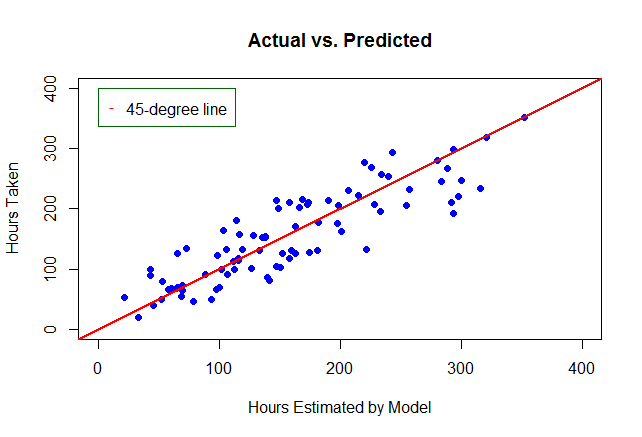 Actual vs. Predicted
45-degree line
Hours Taken
400
300
200
100
0
0 100 200 300 400
Hours Estimated by Model